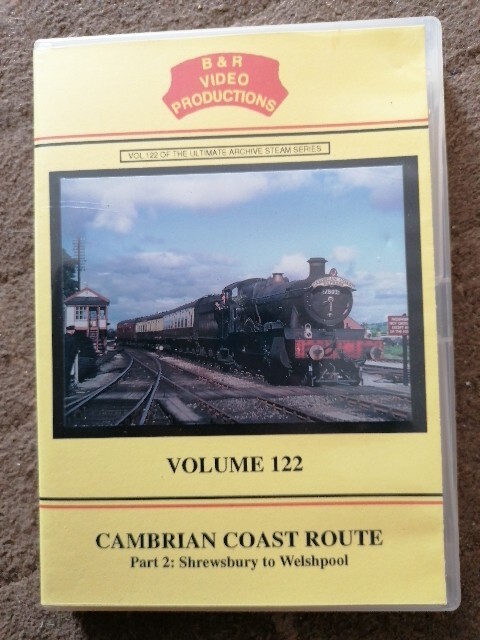 B & R
VIDEO
PRODUCTIONS
VOL.122 OF THE ULTIMATE ARCHIVE STEAM SERIES
VOLUME 122
CAMBRIAN COAST ROUTE
Part 2: Shrewsbury to Welshpool